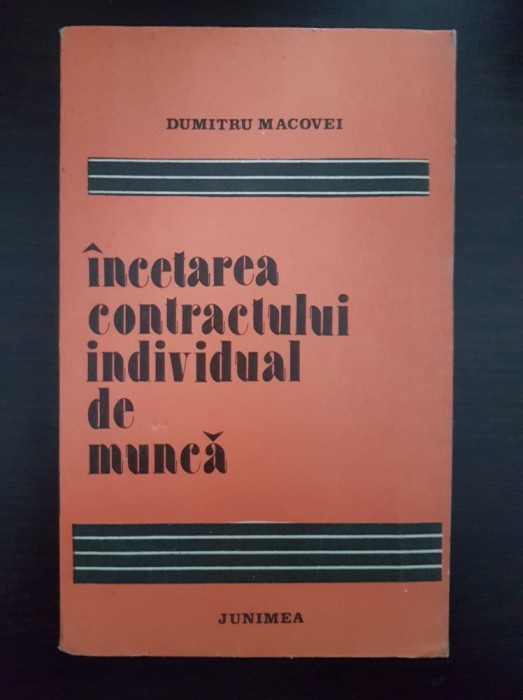 DUMITRU MACOVEI
încetarea
contractului
individual
de
muncă
JUNIMEA